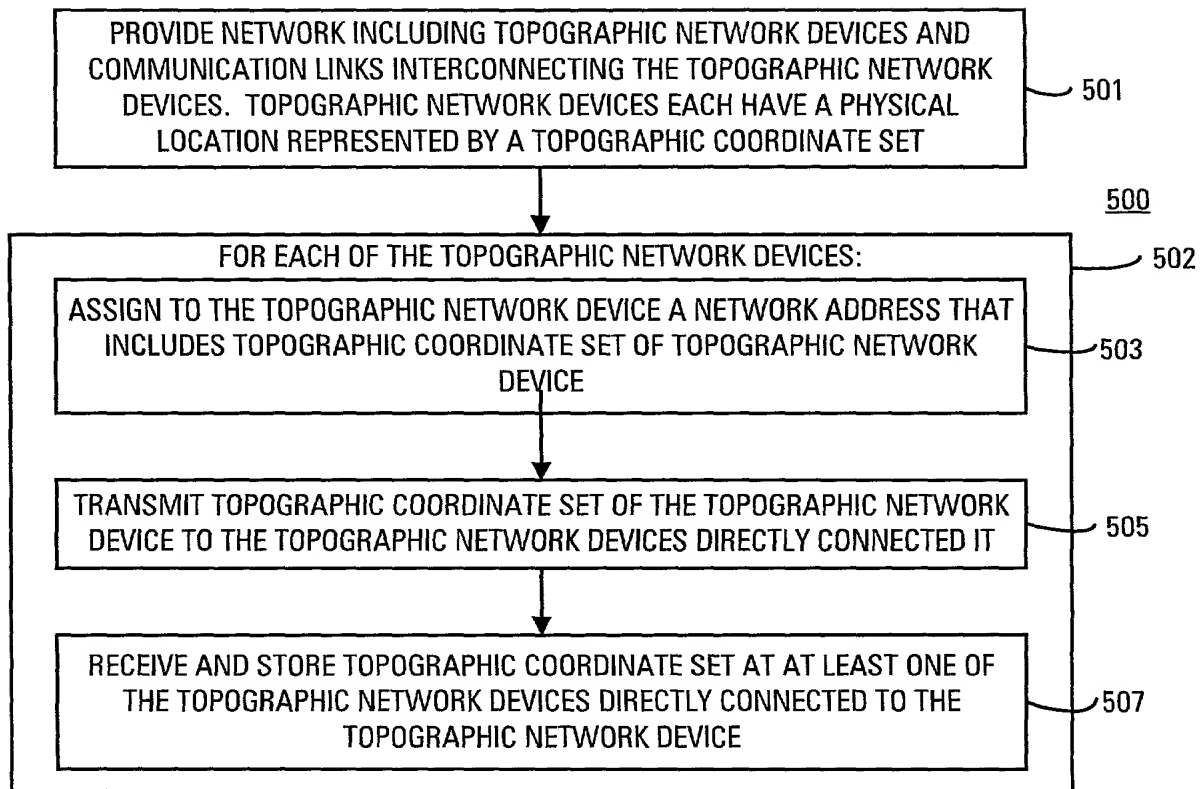 PROVIDE NETWORK INCLUDING TOPOGRAPHIC NETWORK DEVICES AND
COMMUNICATION LINKS INTERCONNECTING THE TOPOGRAPHIC NETWORK
DEVICES. TOPOGRAPHIC NETWORK DEVICES EACH HAVE A PHYSICAL
LOCATION REPRESENTED BY A TOPOGRAPHIC COORDINATE SET
501
500
FOR EACH OF THE TOPOGRAPHIC NETWORK DEVICES:
502
ASSIGN TO THE TOPOGRAPHIC NETWORK DEVICE A NETWORK ADDRESS THAT
INCLUDES TOPOGRAPHIC COORDINATE SET OF TOPOGRAPHIC NETWORK
DEVICE
503
TRANSMIT TOPOGRAPHIC COORDINATE SET OF THE TOPOGRAPHIC NETWORK
DEVICE TO THE TOPOGRAPHIC NETWORK DEVICES DIRECTLY CONNECTED IT
505
RECEIVE AND STORE TOPOGRAPHIC COORDINATE SET AT AT LEAST ONE OF
THE TOPOGRAPHIC NETWORK DEVICES DIRECTLY CONNECTED TO THE
TOPOGRAPHIC NETWORK DEVICE
507